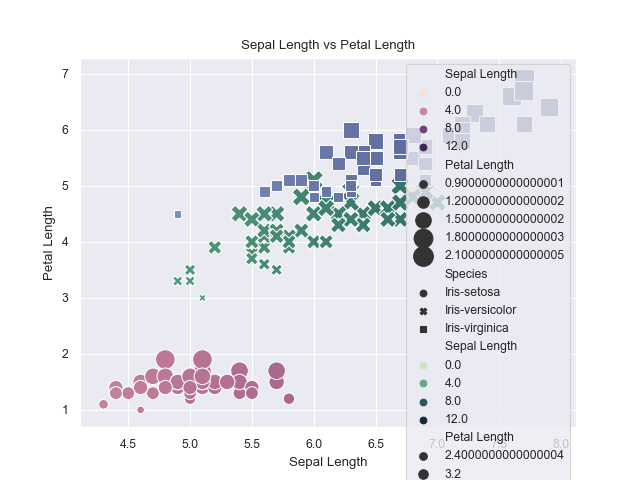 Sepal Length vs Petal Length
7
6
5
4
3
2
1
Petal Length
4.5
5.0
5.5
6.0
6.5
7.0
7.5
8.0
Sepal Length
Sepal Length
0.0
4.0
8.0
12.0
Petal Length
0.9000000000000001
1.2000000000000002
1.5000000000000002
1.8000000000000003
2.1000000000000005
Species
Iris-setosa
Iris-versicolor
Iris-virginica
Sepal Length
0.0
4.0
8.0
12.0
Petal Length
2.4000000000000004
3.2